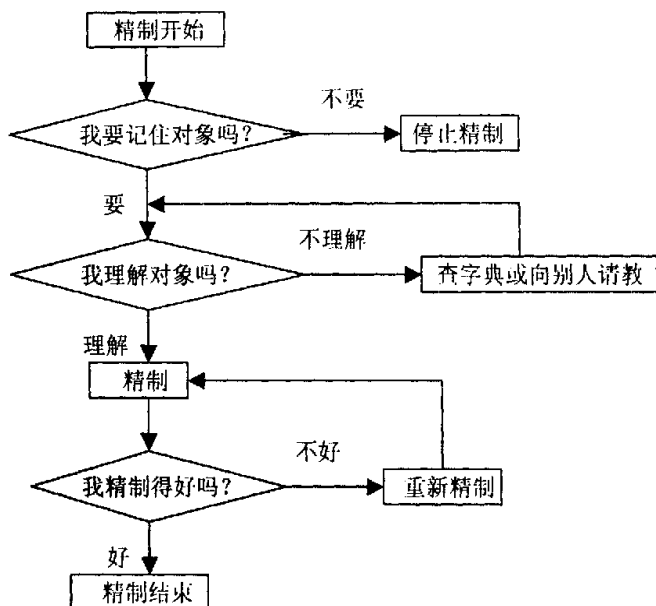 精制开始
不要
我要记住对象吗?
停止精制
要
不理解
我理解对象吗?
查字典或向别人请教
理解
精制
不好
我精制得好吗?
重新精制
好
精制结束